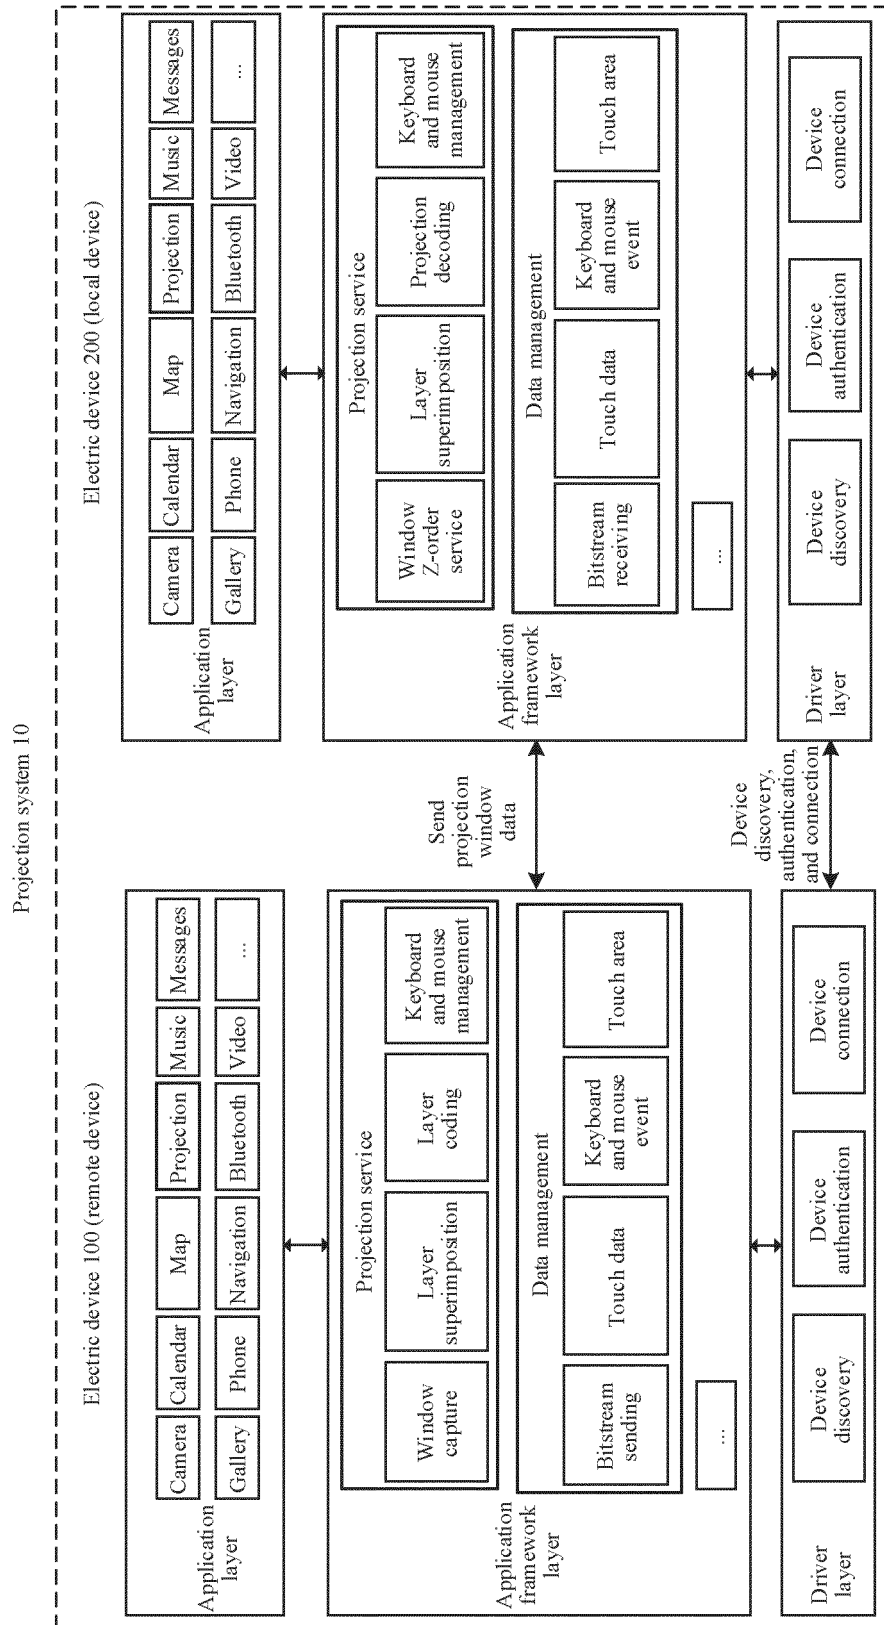 Projection system 10
Electric device 100 (remote device)
Application
layer
Camera
Calendar
Map
Projection
Music
Messages
Gallery
Phone
Navigation
Bluetooth
Video
...
Application
framework
layer
Projection service
Window
capture
Layer
superimposition
Layer
coding
Keyboard
and mouse
management
Data management
Bitstream
sending
Touch data
Keyboard
and mouse
event
Touch area
...
Driver
layer
Device
discovery
Device
authentication
Device
connection
Send
projection
window
data
Device
discovery,
authentication,
and connection
Electric device 200 (local device)
Application
layer
Camera
Calendar
Map
Projection
Music
Messages
Gallery
Phone
Navigation
Bluetooth
Video
...
Application
framework
layer
Projection service
Window
Z-order
service
Layer
superimposition
Projection
decoding
Keyboard
and mouse
management
Data management
Bitstream
receiving
Touch data
Keyboard
and mouse
event
Touch area
...
Driver
layer
Device
discovery
Device
authentication
Device
connection